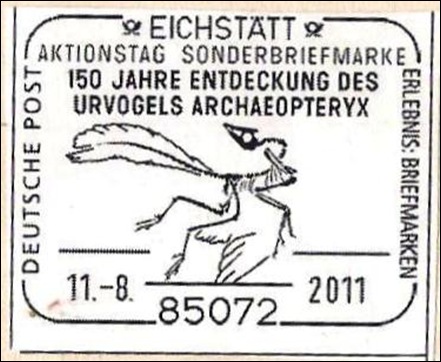 EICHSTÄTT
AKTIONSTAG SONDERBRIEFMARKE
150 JAHRE ENTDECKUNG DES
URVOGELS ARCHAEOPTERYX
DEUTSCHE POST
ERLEBNIS: BRIEFMARKEN
11.-8. 2011
85072